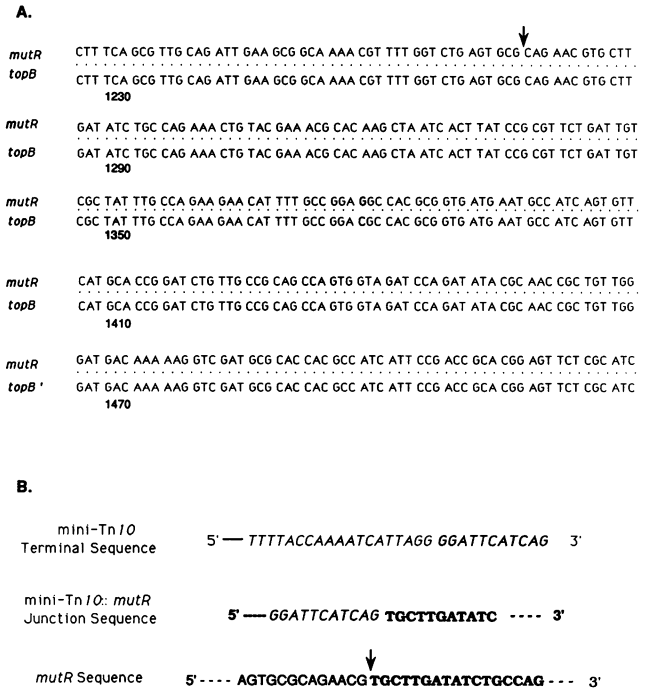 A.
mutR CTT TCA GCG TTG CAG ATT GAA GCG GCA AAA CGT TTT GGT CTG AGT GCG CAG AAC GTG CTT
topB CTT TCA GCG TTG CAG ATT GAA GCG GCA AAA CGT TTT GGT CTG AGT GCG CAG AAC GTG CTT
1230
mutR GAT ATC TGC CAG AAA CTG TAC GAA ACG CAC AAG CTA ATC ACT TAT CCG CGT TCT GAT TGT
topB GAT ATC TGC CAG AAA CTG TAC GAA ACG CAC AAG CTA ATC ACT TAT CCG CGT TCT GAT TGT
1290
mutR CGC TAT TTG CCA GAA GAA CAT TTT GCC GGA GGC CAC GCG GTG ATG AAT GCC ATC AGT GTT
topB CGC TAT TTG CCA GAA GAA CAT TTT GCC GGA CGC CAC GCG GTG ATG AAT GCC ATC AGT GTT
1350
mutR CAT GCA CCG GAT CTG TTG CCG CAG CCA GTG GTA GAT CCA GAT ATA CGC AAC CGC TGT TGG
topB CAT GCA CCG GAT CTG TTG CCG CAG CCA GTG GTA GAT CCA GAT ATA CGC AAC CGC TGT TGG
1410
mutR GAT GAC AAA AAG GTC GAT GCG CAC CAC GCC ATC ATT CCG ACC GCA CGG AGT TCT CGC ATC
topB ' GAT GAC AAA AAG GTC GAT GCG CAC CAC GCC ATC ATT CCG ACC GCA CGG AGT TCT CGC ATC
1470
B.
mini-Tn10
Terminal Sequence 5' — TTTTACCAAAATCATTAGG GGATTCATCAG 3'
mini-Tn10:: mutR
Junction Sequence 5' — GGATTCATCAG TGCTTGATATC ---- 3'
mutR Sequence 5' ---- AGTGCGCAGAACG TGCTTGATATCTGCCAG --- 3'